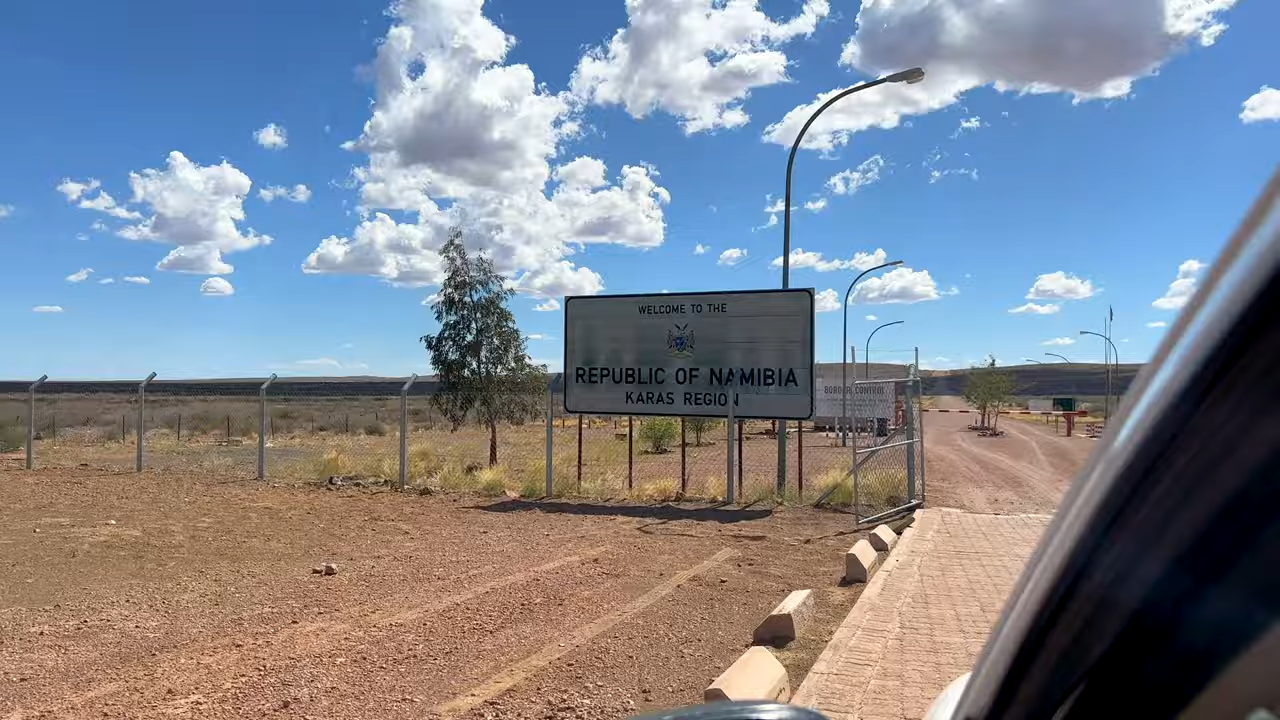 WELCOME TO THE
REPUBLIC OF NAMIBIA
KARAS REGION
BORDER CONTROL